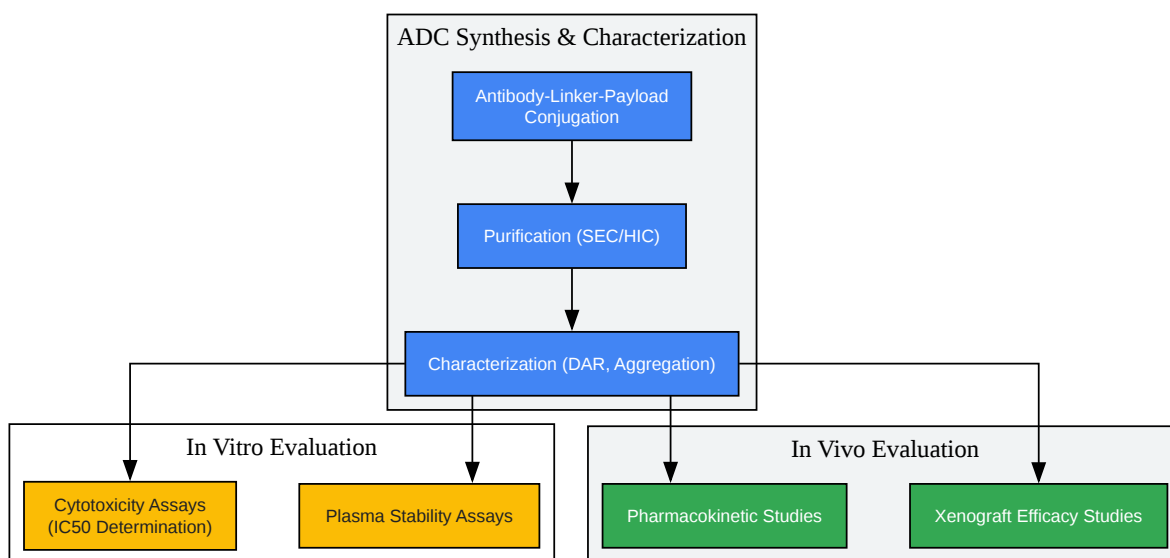 ADC Synthesis & Characterization
Antibody-Linker-Payload
Conjugation
Purification (SEC/HIC)
Characterization (DAR, Aggregation)
In Vitro Evaluation
Cytotoxicity Assays
(IC50 Determination)
Plasma Stability Assays
In Vivo Evaluation
Pharmacokinetic Studies
Xenograft Efficacy Studies